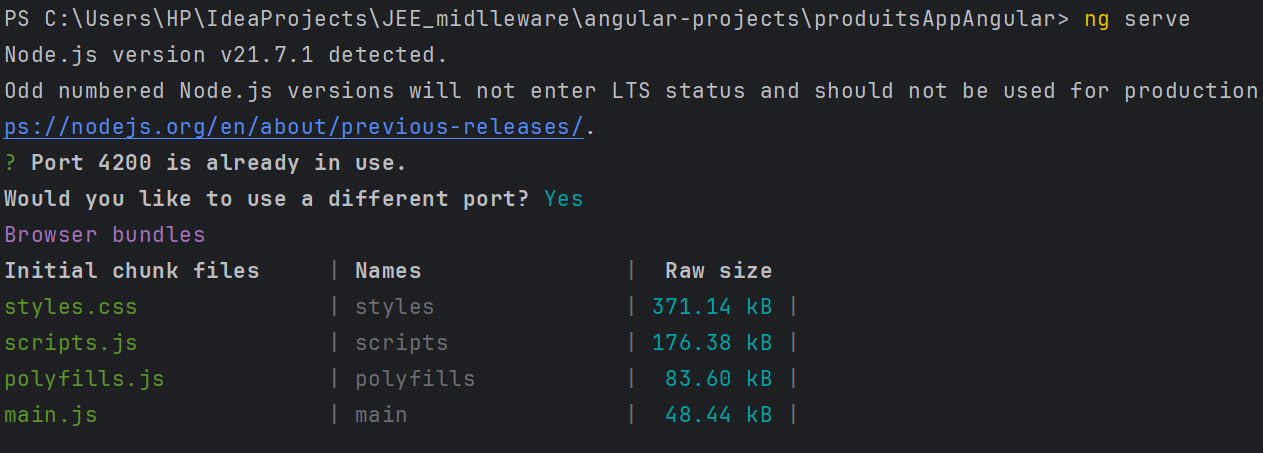 PS C:\Users\HP\IdeaProjects\JEE_midlleware\angular-projects\produitsAppAngular> ng serve
Node.js version v21.7.1 detected.
Odd numbered Node.js versions will not enter LTS status and should not be used for production
ps://nodejs.org/en/about/previous-releases/.
? Port 4200 is already in use.
Would you like to use a different port? Yes
Browser bundles
Initial chunk files | Names | Raw size
styles.css | styles | 371.14 kB |
scripts.js | scripts | 176.38 kB |
polyfills.js | polyfills | 83.60 kB |
main.js | main | 48.44 kB |